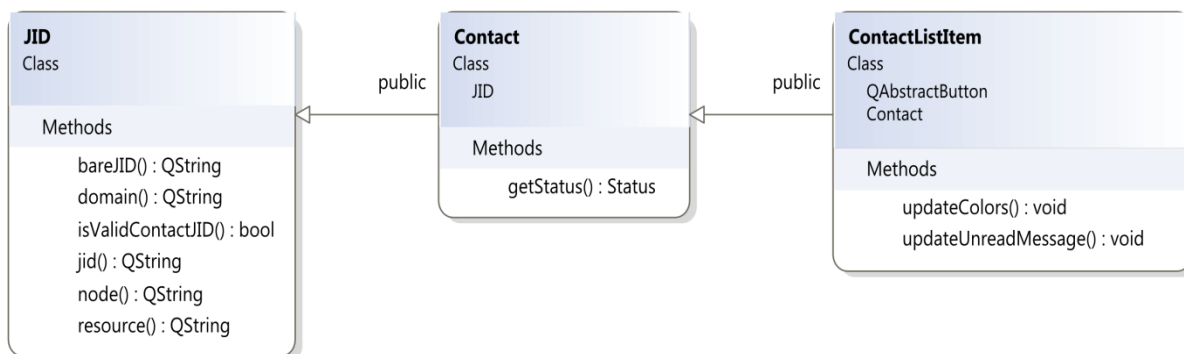 JID
Class
Methods
bareJID() : QString
domain() : QString
isValidContactJID() : bool
jid() : QString
node() : QString
resource() : QString
public
Contact
Class
JID
Methods
getStatus() : Status
public
ContactListItem
Class
QAbstractButton
Contact
Methods
updateColors() : void
updateUnreadMessage() : void